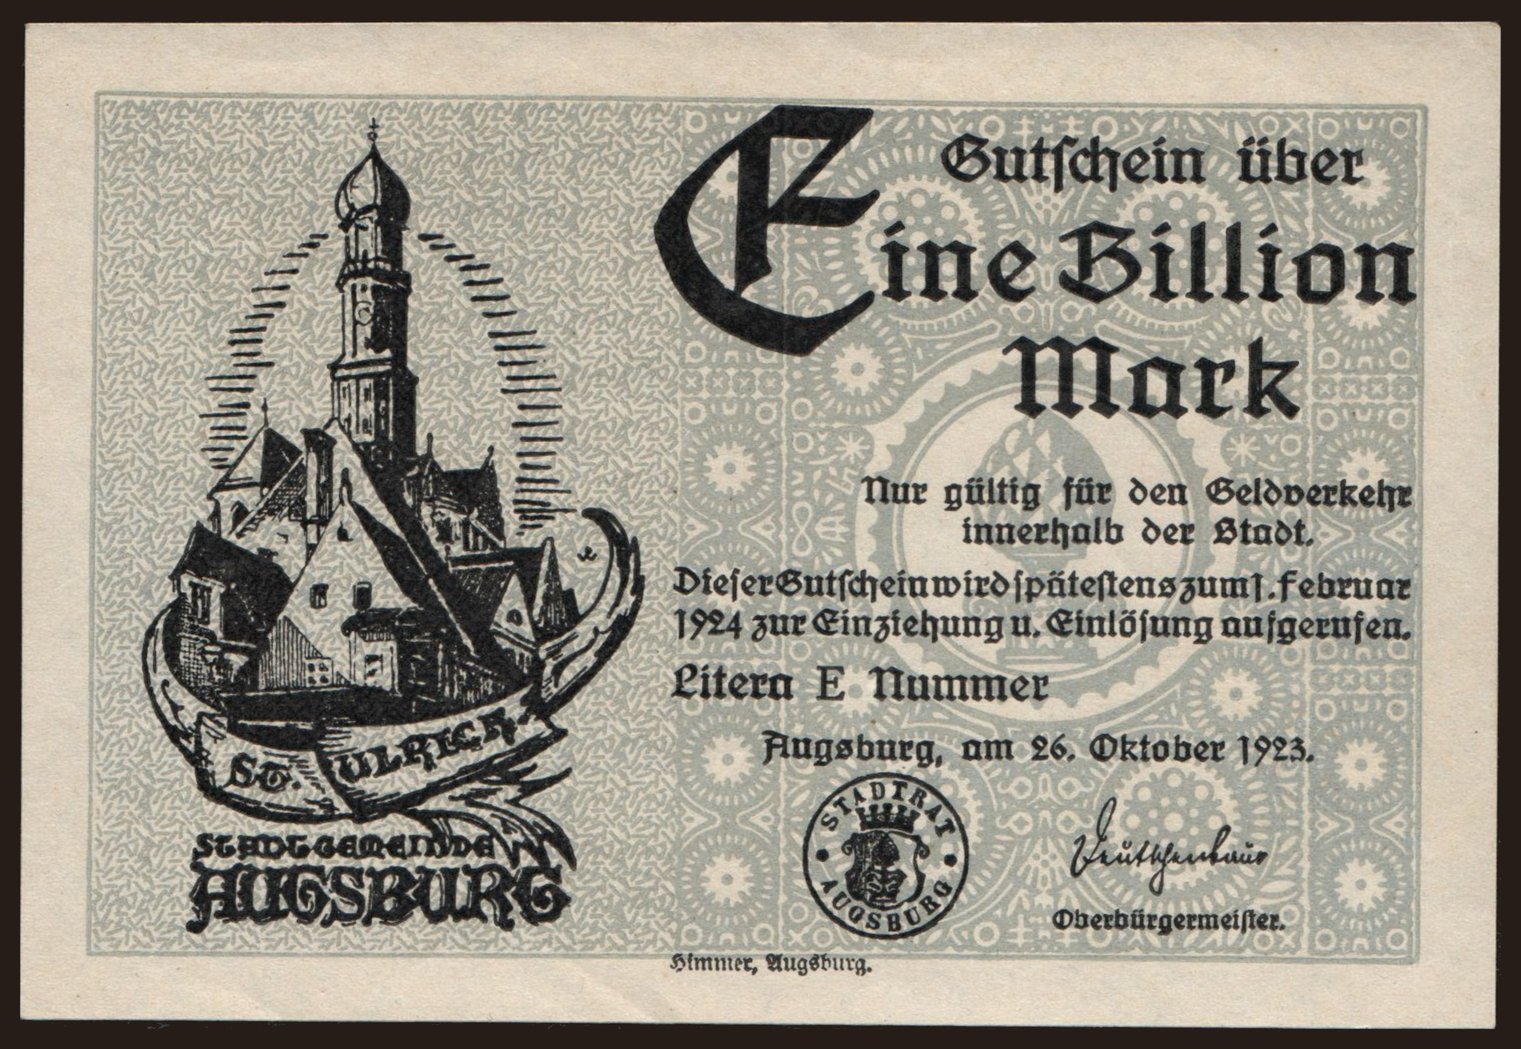 Gutschein über
Eine Billion
Mark
Nur gültig für den Geldverkehr
innerhalb der Stadt.
Dieser Gutschein wird spätestens zum 1. Februar
1924 zur Einziehung u. Einlösung aufgerufen.
Litera E Nummer
Augsburg, am 26. Oktober 1923.
STADTRAT AUGSBURG
Deutschenbaur
Oberbürgermeister.
ST. ULRICH
STADTGEMEINDE
AUGSBURG
Himmer, Augsburg.